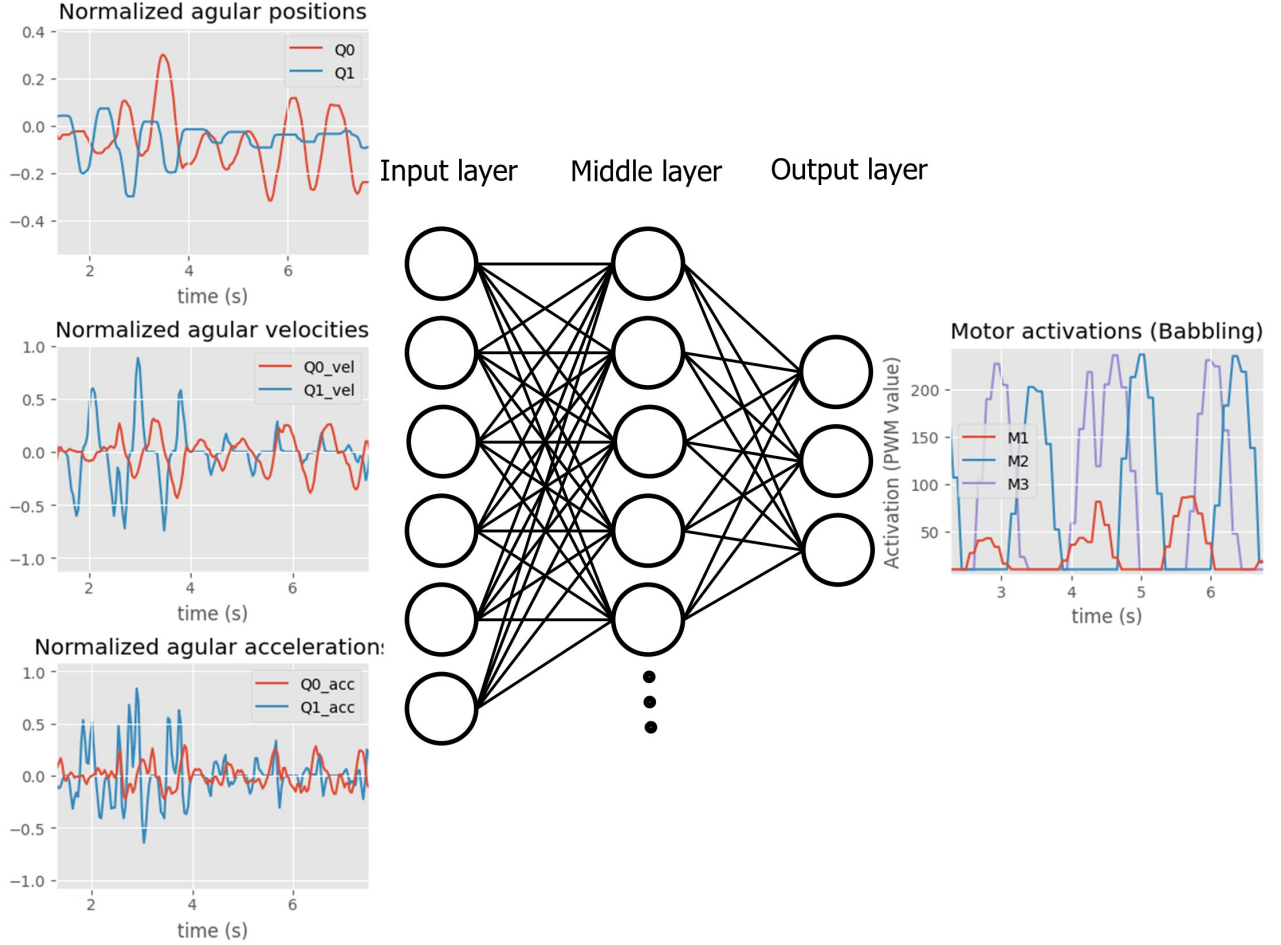 Normalized agular positions
0.4
0.2
0.0
−0.2
−0.4
Q0
Q1
2
4
6
time (s)
Normalized agular velocities
1.0
0.5
0.0
−0.5
−1.0
Q0_vel
Q1_vel
2
4
6
time (s)
Normalized agular accelerations
1.0
0.5
0.0
−0.5
−1.0
Q0_acc
Q1_acc
2
4
6
time (s)
Input layer
Middle layer
Output layer
Motor activations (Babbling)
Activation (PWM value)
200
150
100
50
M1
M2
M3
3
4
5
6
time (s)